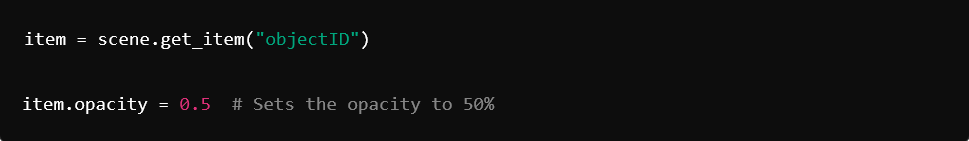 item = scene.get_item("objectID")
item.opacity = 0.5  # Sets the opacity to 50%